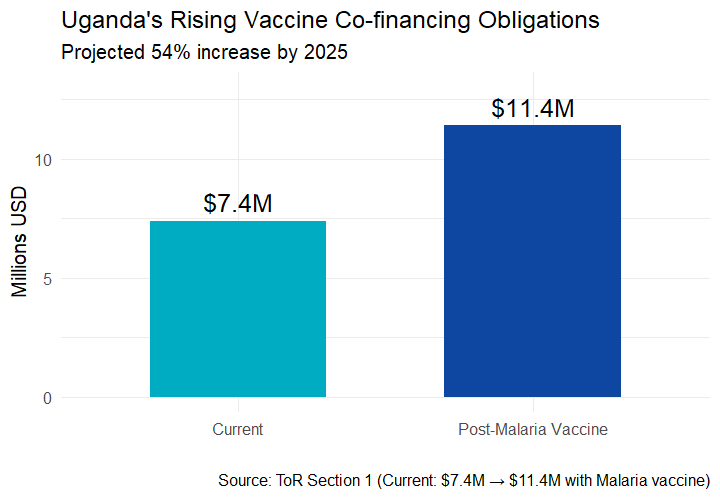 Uganda's Rising Vaccine Co-financing Obligations
Projected 54% increase by 2025
$11.4M
$7.4M
10
5
0
Millions USD
Current
Post-Malaria Vaccine
Source: ToR Section 1 (Current: $7.4M → $11.4M with Malaria vaccine)